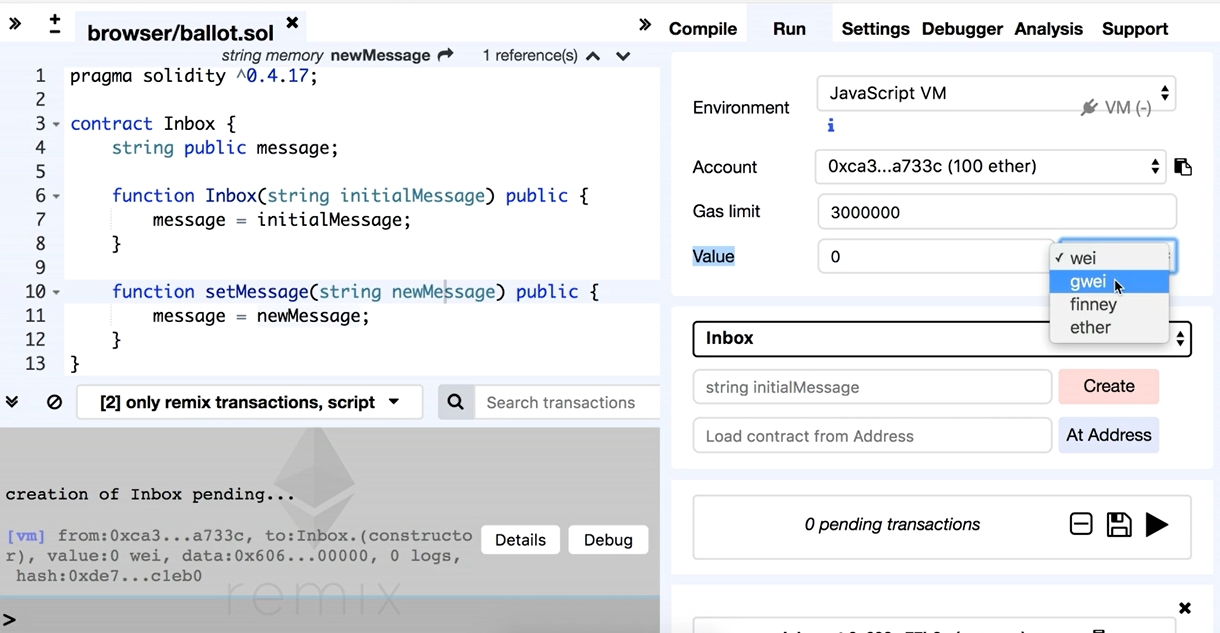 browser/ballot.sol
string memory newMessage 1 reference(s)
1 pragma solidity ^0.4.17;
2
3 contract Inbox {
4 string public message;
5
6 function Inbox(string initialMessage) public {
7 message = initialMessage;
8 }
9
10 function setMessage(string newMessage) public {
11 message = newMessage;
12 }
13 }
[2] only remix transactions, script
Search transactions
creation of Inbox pending...
[vm] from:0xca3...a733c, to:Inbox.(constructo
r), value:0 wei, data:0x606...00000, 0 logs,
hash:0xde7...c1eb0
Details Debug
remix
>
Compile Run Settings Debugger Analysis Support
Environment JavaScript VM
VM (-)
i
Account 0xca3...a733c (100 ether)
Gas limit 3000000
Value 0
✓ wei
gwei
finney
ether
Inbox
string initialMessage Create
Load contract from Address At Address
0 pending transactions